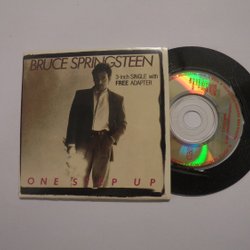 BRUCE SPRINGSTEEN
3-inch SINGLE with
FREE ADAPTER
ONE STEP UP